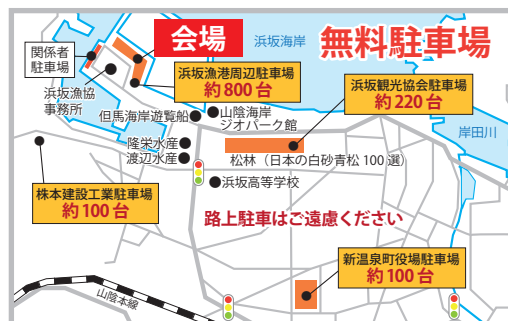 会場
浜坂海岸
無料駐車場
関係者
駐車場
浜坂漁協
事務所
浜坂漁港周辺駐車場
約800台
浜坂観光協会駐車場
約220台
岸田川
但馬海岸遊覧船
山陰海岸
ジオパーク館
隆栄水産
渡辺水産
松林（日本の白砂青松100選）
浜坂高等学校
株本建設工業駐車場
約100台
路上駐車はご遠慮ください
新温泉町役場駐車場
約100台
山陰本線